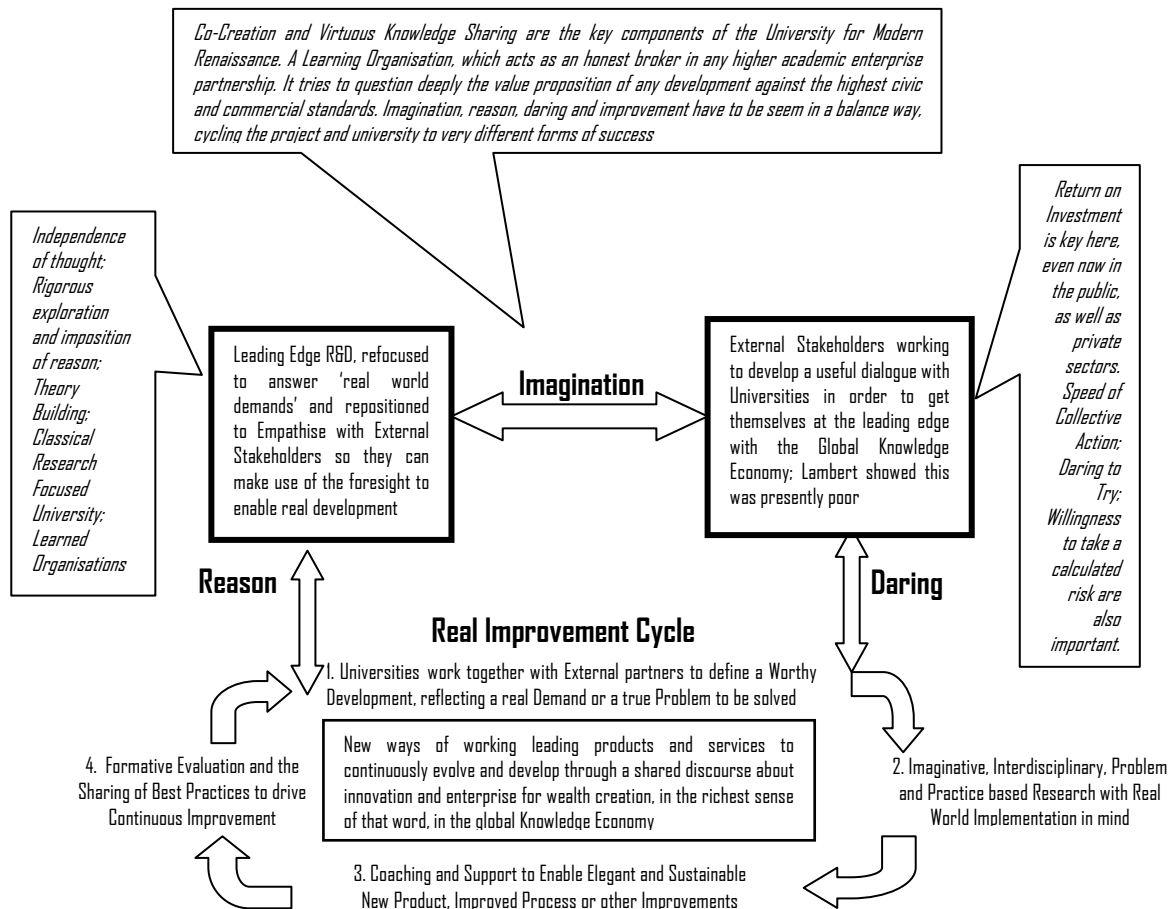 Co-Creation and Virtuous Knowledge Sharing are the key components of the University for Modern
Renaissance. A Learning Organisation, which acts as an honest broker in any higher academic enterprise
partnership. It tries to question deeply the value proposition of any development against the highest civic
and commercial standards. Imagination, reason, daring and improvement have to be seem in a balance way,
cycling the project and university to very different forms of success
Independence
of thought;
Rigorous
exploration
and imposition
of reason;
Theory
Building;
Classical
Research
Focused
University;
Learned
Organisations
Leading Edge R&D, refocused
to answer ‘real world
demands’ and repositioned
to Empathise with External
Stakeholders so they can
make use of the foresight to
enable real development
Imagination
External Stakeholders working
to develop a useful dialogue with
Universities in order to get
themselves at the leading edge
with the Global Knowledge
Economy; Lambert showed this
was presently poor
Return on
Investment
is key here,
even now in
the public,
as well as
private
sectors.
Speed of
Collective
Action;
Daring to
Try;
Willingness
to take a
calculated
risk are
also
important.
Reason
Daring
Real Improvement Cycle
1. Universities work together with External partners to define a Worthy
Development, reflecting a real Demand or a true Problem to be solved
New ways of working leading products and services to
continuously evolve and develop through a shared discourse about
innovation and enterprise for wealth creation, in the richest sense
of that word, in the global Knowledge Economy
2. Imaginative, Interdisciplinary, Problem
and Practice based Research with Real
World Implementation in mind
3. Coaching and Support to Enable Elegant and Sustainable
New Product, Improved Process or other Improvements
4. Formative Evaluation and the
Sharing of Best Practices to drive
Continuous Improvement